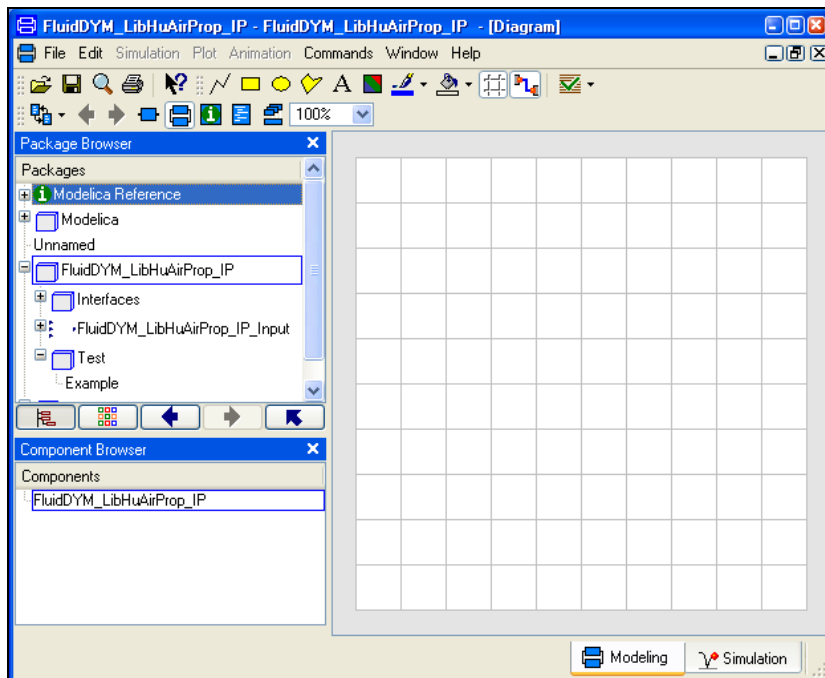 FluidDYM_LibHuAirProp_IP - FluidDYM_LibHuAirProp_IP - [Diagram]
File Edit Simulation Plot Animation Commands Window Help
A
100%
Package Browser
Packages
Modelica Reference
Modelica
Unnamed
FluidDYM_LibHuAirProp_IP
Interfaces
FluidDYM_LibHuAirProp_IP_Input
Test
Example
Component Browser
Components
FluidDYM_LibHuAirProp_IP
Modeling Simulation